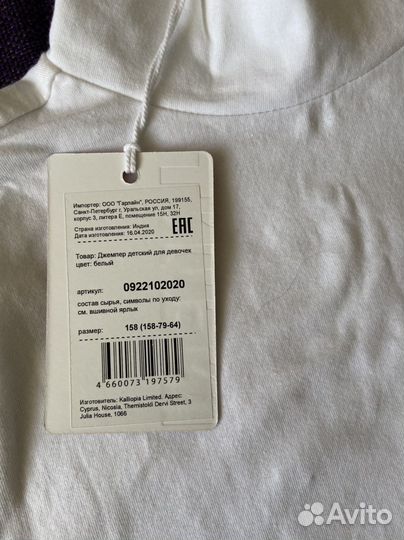 Импортер: ООО "Гарлайн", РОССИЯ, 199155,
Санкт-Петербург г, Уральская ул, дом 17,
корпус 3, литера Е, помещение 15Н, 32Н
Страна изготовления: Индия
Дата изготовления: 16.04.2020
EAC
Товар: Джемпер детский для девочек
цвет: белый
артикул: 0922102020
состав сырья, символы по уходу:
см. вшивной ярлык
размер: 158 (158-79-64)
4 660073 197579
Изготовитель: Kalliopia Limited. Адрес:
Cyprus, Nicosia, Themistokli Dervi Street, 3
Julia House, 1066
Avito